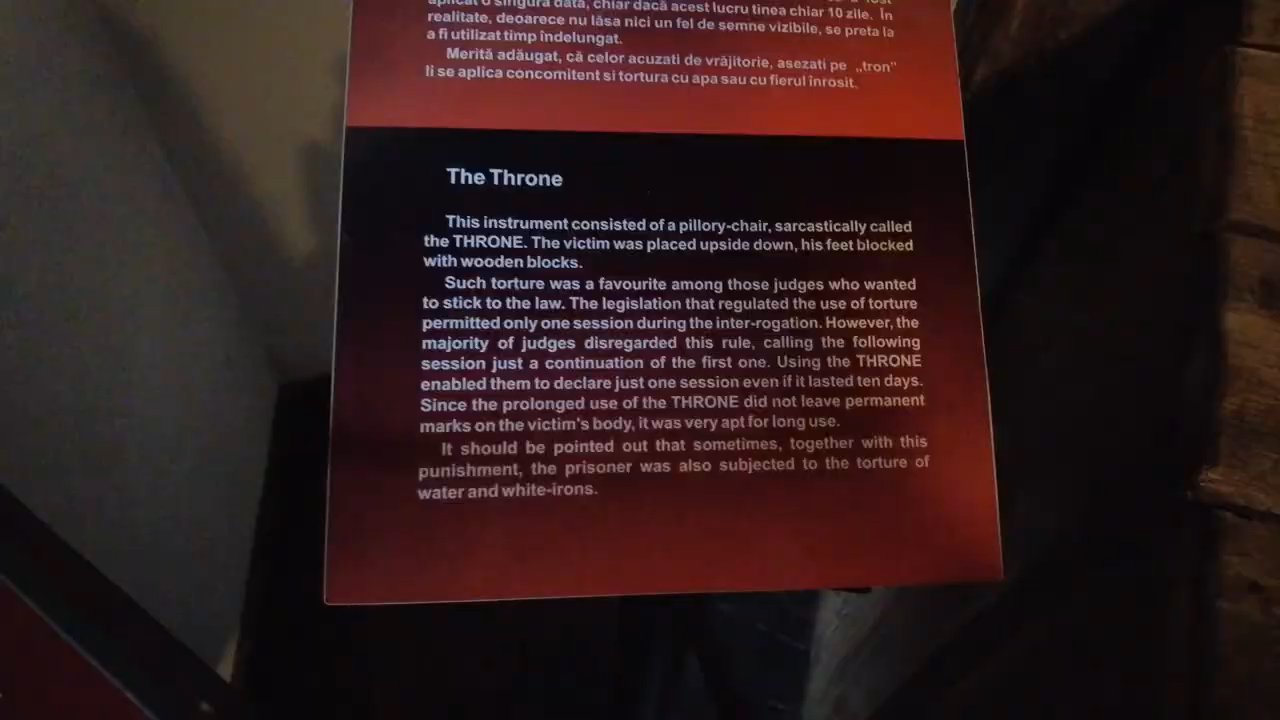 aplicat o singură dată, chiar dacă acest lucru tinea chiar 10 zile. În
realitate, deoarece nu lăsa nici un fel de semne vizibile, se preta la
a fi utilizat timp îndelungat.
Merită adăugat, că celor acuzati de vrăjitorie, asezati pe „tron”
li se aplica concomitent si tortura cu apa sau cu fierul înrosit.
The Throne
This instrument consisted of a pillory-chair, sarcastically called
the THRONE. The victim was placed upside down, his feet blocked
with wooden blocks.
Such torture was a favourite among those judges who wanted
to stick to the law. The legislation that regulated the use of torture
permitted only one session during the inter-rogation. However, the
majority of judges disregarded this rule, calling the following
session just a continuation of the first one. Using the THRONE
enabled them to declare just one session even if it lasted ten days.
Since the prolonged use of the THRONE did not leave permanent
marks on the victim's body, it was very apt for long use.
It should be pointed out that sometimes, together with this
punishment, the prisoner was also subjected to the torture of
water and white-irons.